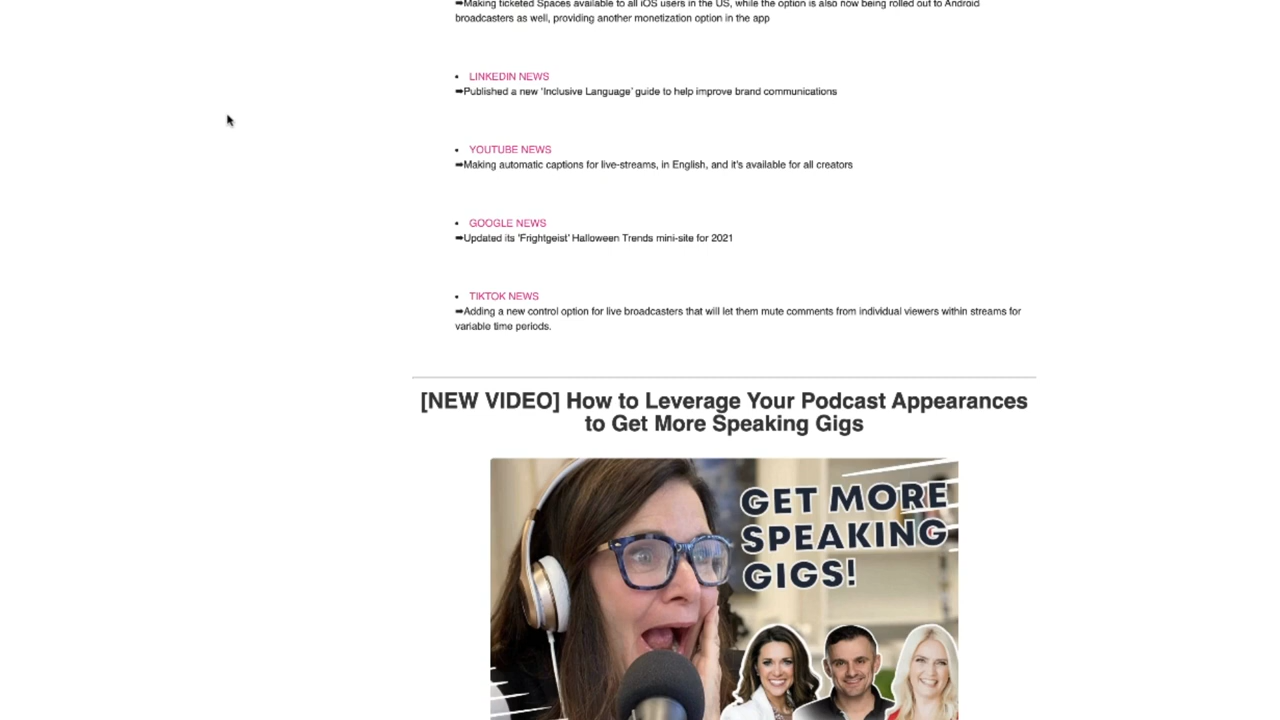 ➡Making ticketed Spaces available to all iOS users in the US, while the option is also now being rolled out to Android
broadcasters as well, providing another monetization option in the app
• LINKEDIN NEWS
➡Published a new 'Inclusive Language' guide to help improve brand communications
• YOUTUBE NEWS
➡Making automatic captions for live-streams, in English, and it's available for all creators
• GOOGLE NEWS
➡Updated its 'Frightgeist' Halloween Trends mini-site for 2021
• TIKTOK NEWS
➡Adding a new control option for live broadcasters that will let them mute comments from individual viewers within streams for
variable time periods.
[NEW VIDEO] How to Leverage Your Podcast Appearances
to Get More Speaking Gigs
GET MORE
SPEAKING
GIGS!